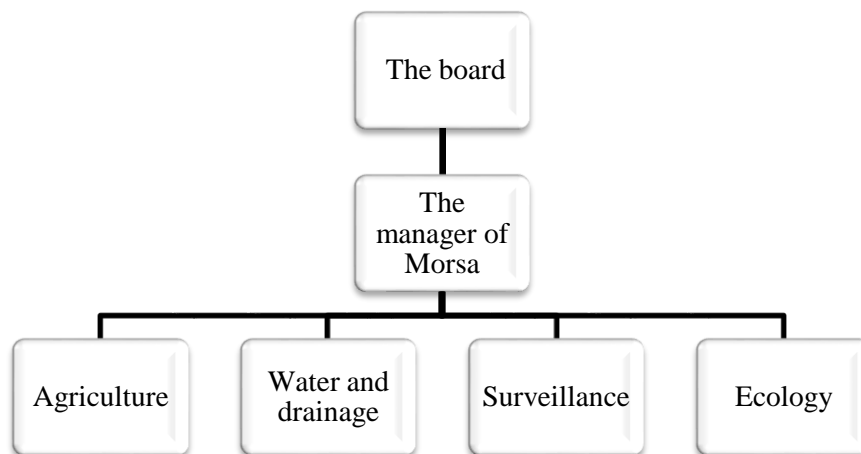 The board
The
manager of
Morsa
Agriculture
Water and
drainage
Surveillance
Ecology